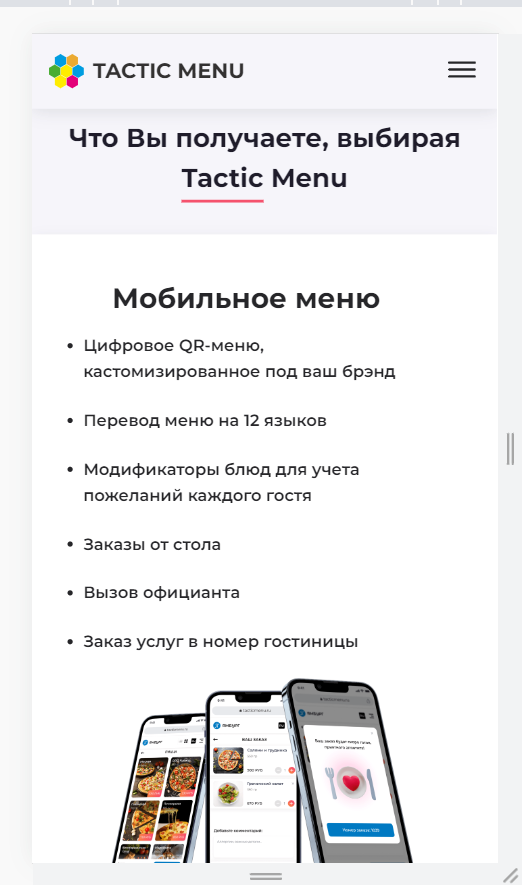 TACTIC MENU
Что Вы получаете, выбирая
Tactic Menu
Мобильное меню
• Цифровое QR-меню,
кастомизированное под ваш брэнд
• Перевод меню на 12 языков
• Модификаторы блюд для учета
пожеланий каждого гостя
• Заказы от стола
• Вызов официанта
• Заказ услуг в номер гостиницы
ВАШ ЗАКАЗ